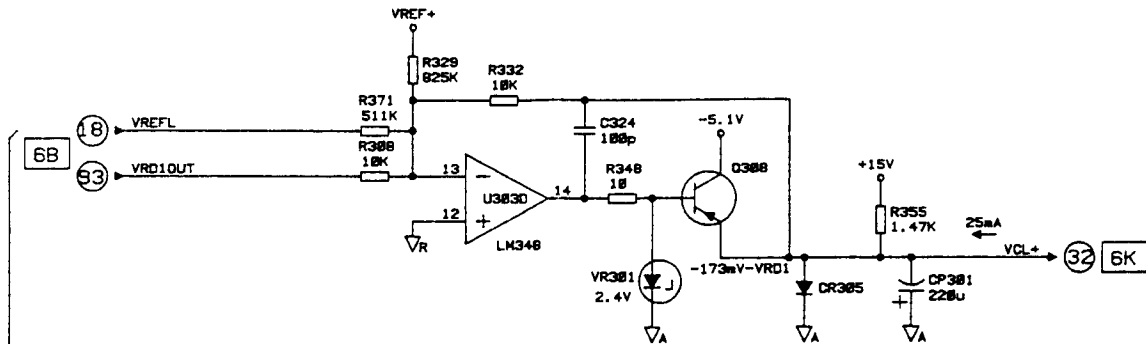 VREF+
R329
825K
R332
10K
R371
511K
18
VREFL
C324
100p
-5.1V
6B
R308
10K
93
VRD1OUT
Q308
+15V
13
R348
10
14
U303D
12
R
LM348
R355
1.47K
25mA
VCL+
32
6K
-173mV-VRD1
VR301
2.4V
CR305
CP301
220u
+
A
A
A